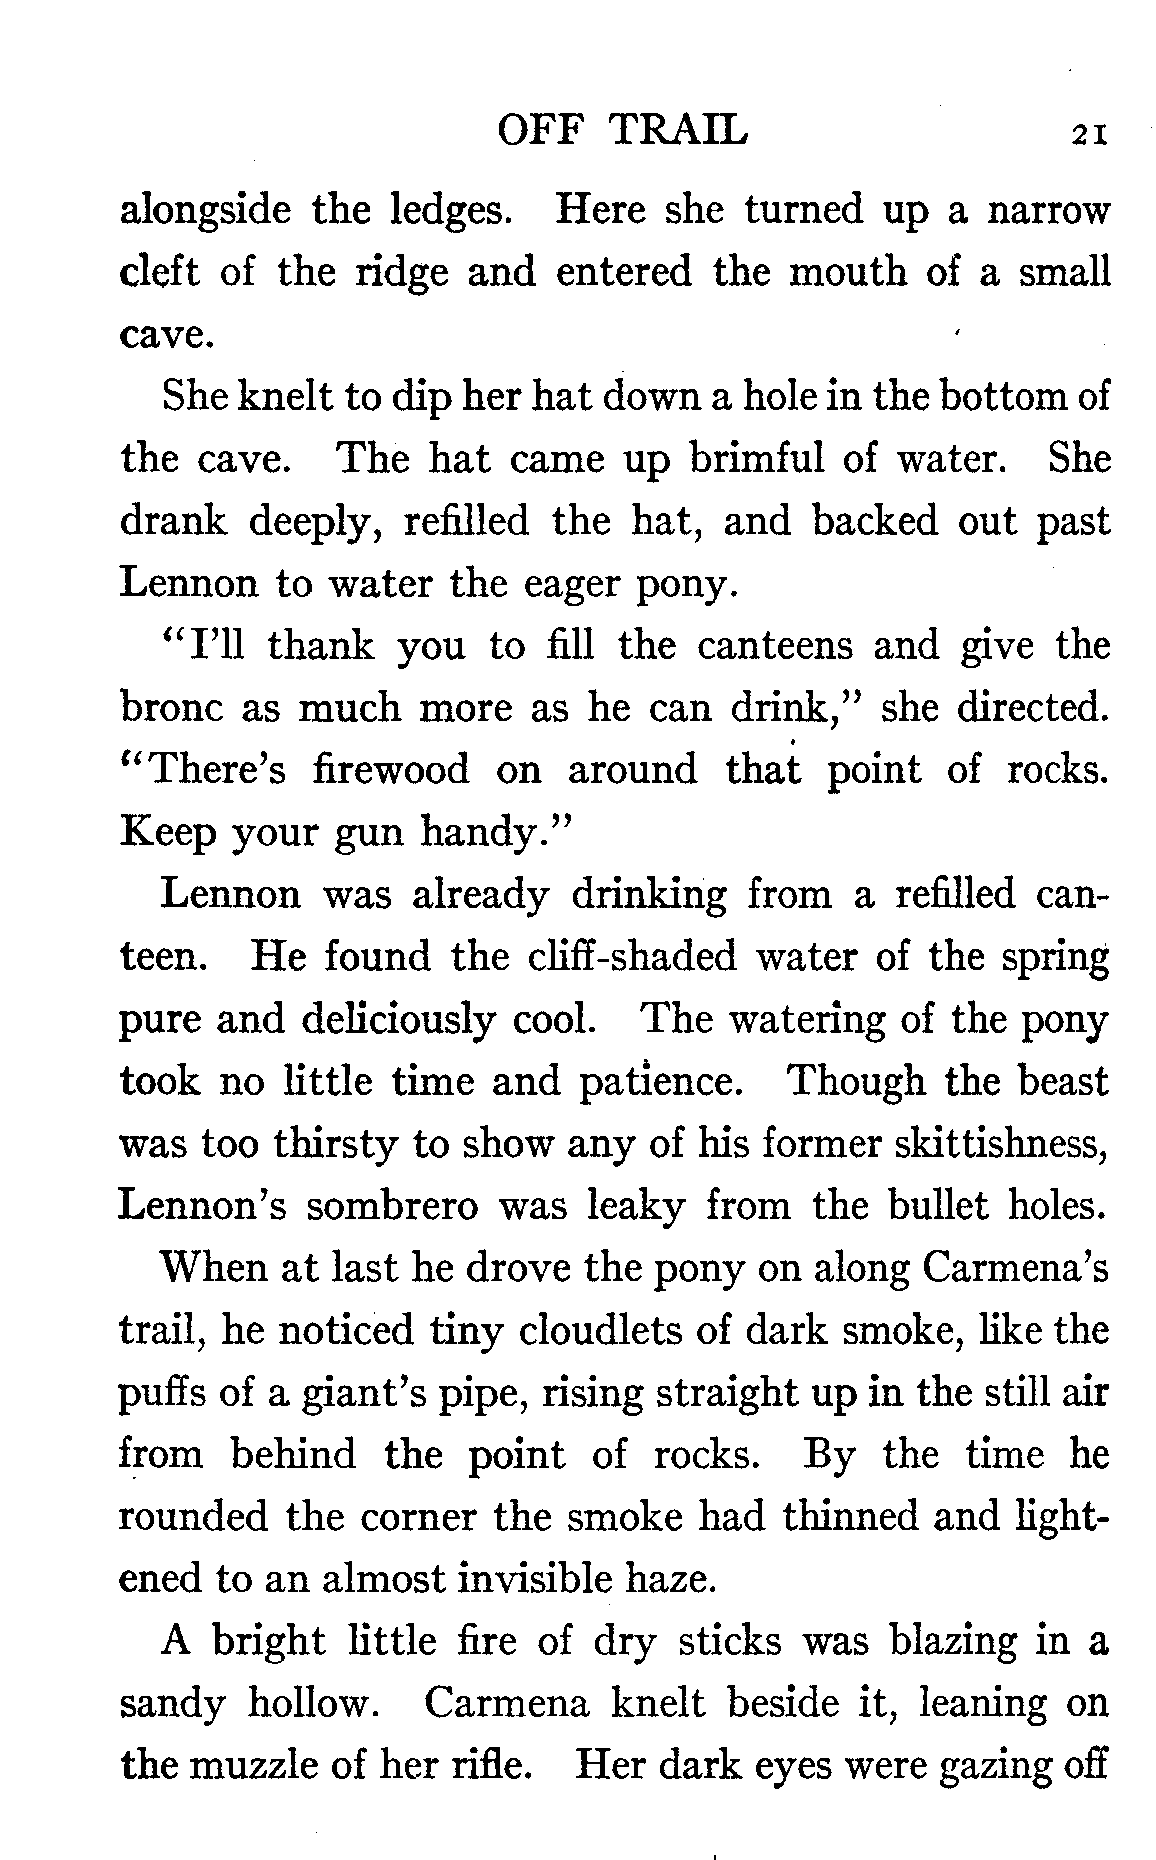 OFF TRAIL 21
alongside the ledges. Here she turned up a narrow
cleft of the ridge and entered the mouth of a small
cave.
She knelt to dip her hat down a hole in the bottom of
the cave. The hat came up brimful of water. She
drank deeply, refilled the hat, and backed out past
Lennon to water the eager pony.
“I’ll thank you to fill the canteens and give the
bronc as much more as he can drink,” she directed.
“There’s firewood on around that point of rocks.
Keep your gun handy.”
Lennon was already drinking from a refilled can-
teen. He found the cliff-shaded water of the spring
pure and deliciously cool. The watering of the pony
took no little time and patience. Though the beast
was too thirsty to show any of his former skittishness,
Lennon’s sombrero was leaky from the bullet holes.
When at last he drove the pony on along Carmena’s
trail, he noticed tiny cloudlets of dark smoke, like the
puffs of a giant’s pipe, rising straight up in the still air
from behind the point of rocks. By the time he
rounded the corner the smoke had thinned and light-
ened to an almost invisible haze.
A bright little fire of dry sticks was blazing in a
sandy hollow. Carmena knelt beside it, leaning on
the muzzle of her rifle. Her dark eyes were gazing off